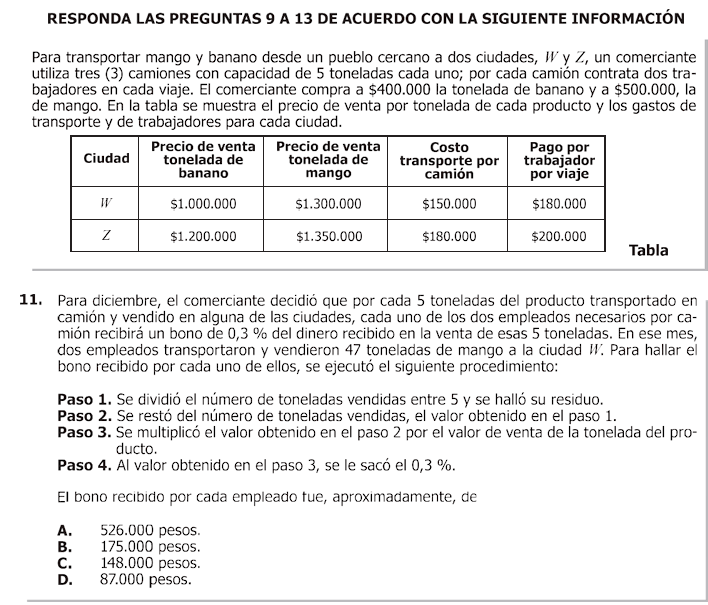 RESPONDA LAS PREGUNTAS 9 A 13 DE ACUERDO CON LA SIGUIENTE INFORMACIÓN
Para transportar mango y banano desde un pueblo cercano a dos ciudades, W y Z, un comerciante
utiliza tres (3) camiones con capacidad de 5 toneladas cada uno; por cada camión contrata dos tra-
bajadores en cada viaje. El comerciante compra a $400.000 la tonelada de banano y a $500.000, la
de mango. En la tabla se muestra el precio de venta por tonelada de cada producto y los gastos de
transporte y de trabajadores para cada ciudad.
Ciudad Precio de venta tonelada de banano Precio de venta tonelada de mango Costo transporte por camión Pago por trabajador por viaje
W $1.000.000 $1.300.000 $150.000 $180.000
Z $1.200.000 $1.350.000 $180.000 $200.000
Tabla
11. Para diciembre, el comerciante decidió que por cada 5 toneladas del producto transportado en
camión y vendido en alguna de las ciudades, cada uno de los dos empleados necesarios por ca-
mión recibirá un bono de 0,3 % del dinero recibido en la venta de esas 5 toneladas. En ese mes,
dos empleados transportaron y vendieron 47 toneladas de mango a la ciudad W. Para hallar el
bono recibido por cada uno de ellos, se ejecutó el siguiente procedimiento:
Paso 1. Se dividió el número de toneladas vendidas entre 5 y se halló su residuo.
Paso 2. Se restó del número de toneladas vendidas, el valor obtenido en el paso 1.
Paso 3. Se multiplicó el valor obtenido en el paso 2 por el valor de venta de la tonelada del pro-
ducto.
Paso 4. Al valor obtenido en el paso 3, se le sacó el 0,3 %.
El bono recibido por cada empleado fue, aproximadamente, de
A. 526.000 pesos.
B. 175.000 pesos.
C. 148.000 pesos.
D. 87.000 pesos.